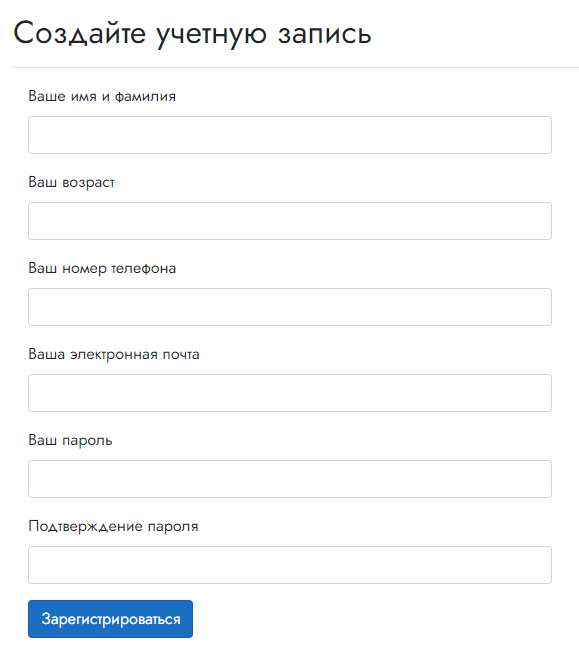 Создайте учетную запись
Ваше имя и фамилия
Ваш возраст
Ваш номер телефона
Ваша электронная почта
Ваш пароль
Подтверждение пароля
Зарегистрироваться